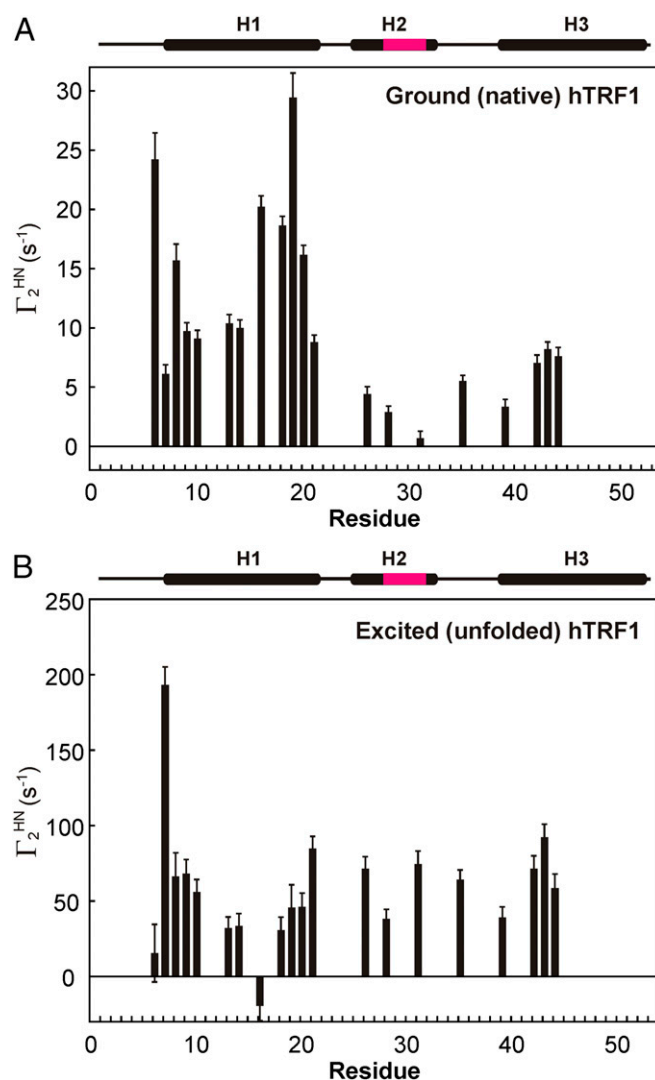 A
H1 H2 H3
Ground (native) hTRF1
30
25
20
15
10
5
0
Γ₂ᴴᴺ (s⁻¹)
0 10 20 30 40 50
Residue
B
H1 H2 H3
Excited (unfolded) hTRF1
250
200
150
100
50
0
Γ₂ᴴᴺ (s⁻¹)
0 10 20 30 40 50
Residue